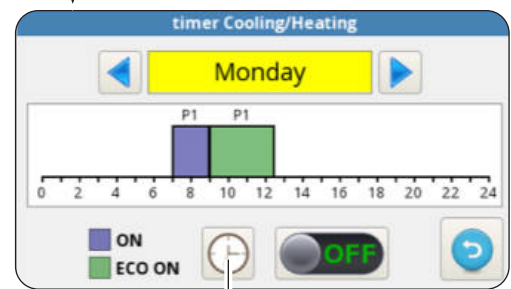 timer Cooling/Heating
Monday
P1 P1
0 2 4 6 8 10 12 14 16 18 20 22 24
ON
ECO ON
OFF